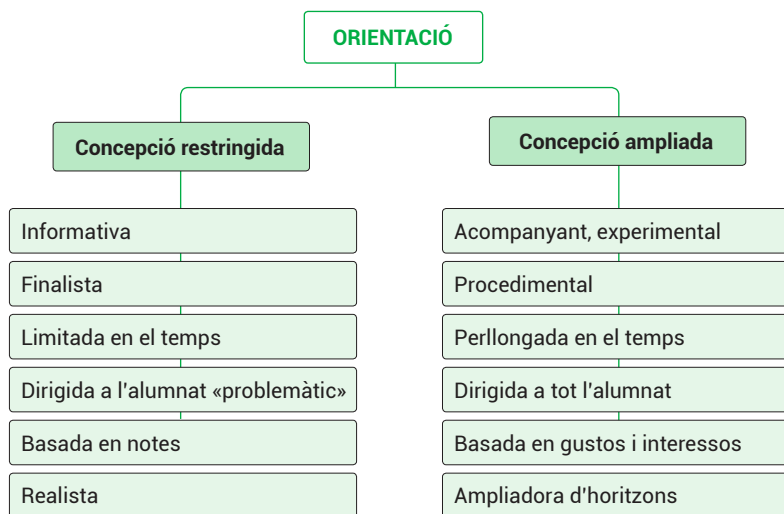 ORIENTACIÓ
Concepció restringida
Informativa
Finalista
Limitada en el temps
Dirigida a l'alumnat «problemàtic»
Basada en notes
Realista
Concepció ampliada
Acompanyant, experimental
Procedimental
Perllongada en el temps
Dirigida a tot l'alumnat
Basada en gustos i interessos
Ampliadora d'horitzons